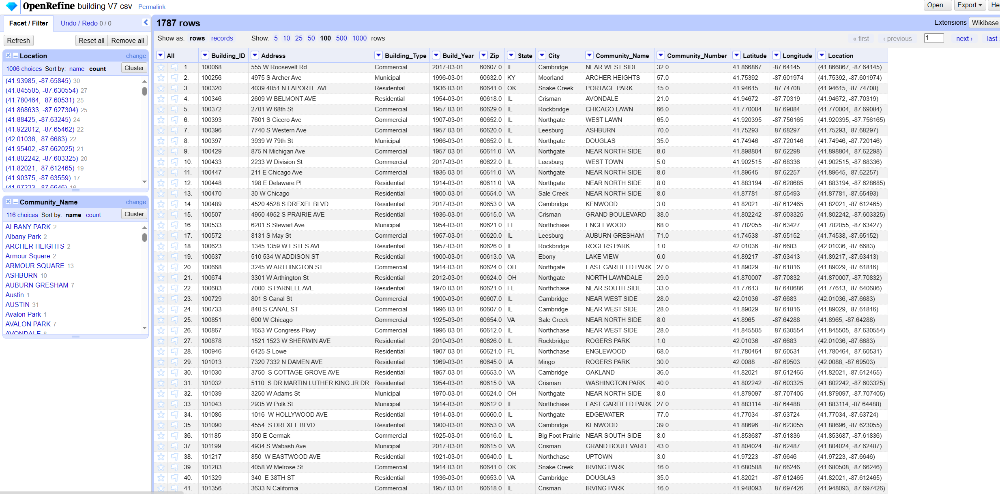 OpenRefine building V7 csv Permalink Open... Export He
Facet / Filter Undo / Redo 0 / 0 1787 rows Extensions Wikibase
Refresh Reset all Remove all Show as: rows records Show: 5 10 25 50 100 500 1000 rows « first ‹ previous 1 next › last ›
Location change
1006 choices Sort by: name count Cluster
(41.93985, -87.65845) 30
(41.845505, -87.630554) 27
(41.780464, -87.60531) 25
(41.868633, -87.627304) 25
(41.88425, -87.63245) 24
(41.922012, -87.65462) 22
(42.01036, -87.6683) 22
(41.95402, -87.662025) 21
(41.802242, -87.603325) 20
(41.82021, -87.612465) 19
(41.90375, -87.63559) 17
(41.97223, -87.6646) 16
Community_Name change
116 choices Sort by: name count Cluster
ALBANY PARK 2
Albany Park 2
ARCHER HEIGHTS 2
Armour Square 2
ARMOUR SQUARE 13
ASHBURN 10
AUBURN GRESHAM 7
Austin 1
AUSTIN 31
Avalon Park 1
AVALON PARK 7
AVONDALE 8
All Building_ID Address Building_Type Build_Year Zip State City Community_Name Community_Number Latitude Longitude Location
1. 100068 555 W Roosevelt Rd Commercial 2017-03-01 60607.0 IL Cambridge NEAR WEST SIDE 32.0 41.866867 -87.64145 (41.866867, -87.64145)
2. 100256 4975 S Archer Ave Municipal 1996-03-01 60632.0 KY Moorland ARCHER HEIGHTS 57.0 41.75392 -87.601974 (41.75392, -87.601974)
3. 100320 4039 4051 N LAPORTE AVE Residential 1936-03-01 60641.0 OK Snake Creek PORTAGE PARK 15.0 41.94615 -87.74708 (41.94615, -87.74708)
4. 100346 2609 W BELMONT AVE Residential 1954-03-01 60618.0 IL Crisman AVONDALE 21.0 41.94672 -87.70319 (41.94672, -87.70319)
5. 100372 2701 W 68th St Commercial 1957-03-01 60629.0 IL Rockbridge CHICAGO LAWN 66.0 41.770004 -87.69084 (41.770004, -87.69084)
6. 100393 7601 S Cicero Ave Commercial 1907-03-01 60652.0 IL Northgate WEST LAWN 65.0 41.920395 -87.756165 (41.920395, -87.756165)
7. 100396 7740 S Western Ave Commercial 1957-03-01 60620.0 IL Leesburg ASHBURN 70.0 41.75293 -87.68297 (41.75293, -87.68297)
8. 100397 3939 W 79th St Municipal 1966-03-01 60652.0 IL Northgate DOUGLAS 35.0 41.74946 -87.720146 (41.74946, -87.720146)
9. 100429 875 N Michigan Ave Commercial 1957-03-01 60611.0 VA Northgate NEAR NORTH SIDE 8.0 41.898804 -87.62298 (41.898804, -87.62298)
10. 100433 2233 W Division St Commercial 2017-03-01 60622.0 IL Leesburg WEST TOWN 5.0 41.902515 -87.68336 (41.902515, -87.68336)
11. 100447 211 E Chicago Ave Commercial 1936-03-01 60611.0 VA Northgate NEAR NORTH SIDE 8.0 41.89645 -87.62257 (41.89645, -87.62257)
12. 100448 198 E Delaware Pl Residential 1914-03-01 60611.0 VA Northgate NEAR NORTH SIDE 8.0 41.883194 -87.628685 (41.883194, -87.628685)
13. 100470 30 W Chicago Residential 1900-03-01 60654.0 VA Sale Creek NEAR NORTH SIDE 8.0 41.87781 -87.65493 (41.87781, -87.65493)
14. 100489 4520 4528 S DREXEL BLVD Residential 2017-03-01 60653.0 VA Cambridge KENWOOD 3.0 41.82021 -87.612465 (41.82021, -87.612465)
15. 100507 4950 4952 S PRAIRIE AVE Residential 1936-03-01 60615.0 VA Crisman GRAND BOULEVARD 38.0 41.802242 -87.603325 (41.802242, -87.603325)
16. 100533 6201 S Stewart Ave Municipal 1954-03-01 60621.0 FL Northchase ENGLEWOOD 68.0 41.782055 -87.63427 (41.782055, -87.63427)
17. 100572 8131 S May St Commercial 1957-03-01 60620.0 IL Leesburg AUBURN GRESHAM 71.0 41.74538 -87.65152 (41.74538, -87.65152)
18. 100623 1345 1359 W ESTES AVE Residential 1957-03-01 60626.0 IL Rockbridge ROGERS PARK 1.0 42.01036 -87.6683 (42.01036, -87.6683)
19. 100637 510 534 W ADDISON ST Residential 1900-03-01 60613.0 VA Ebony LAKE VIEW 6.0 41.89217 -87.63413 (41.89217, -87.63413)
20. 100668 3245 W ARTHINGTON ST Commercial 1914-03-01 60624.0 OH Northgate EAST GARFIELD PARK 27.0 41.89029 -87.61816 (41.89029, -87.61816)
21. 100674 3301 W Arthington St Residential 2012-03-01 60624.0 OH Northgate NORTH LAWNDALE 29.0 41.870007 -87.70832 (41.870007, -87.70832)
22. 100683 7000 S PARNELL AVE Residential 1970-03-01 60621.0 FL Northchase NEAR SOUTH SIDE 33.0 41.77613 -87.640686 (41.77613, -87.640686)
23. 100729 801 S Canal St Commercial 1900-03-01 60607.0 IL Cambridge NEAR WEST SIDE 28.0 42.01036 -87.6683 (42.01036, -87.6683)
24. 100733 840 S CANAL ST Commercial 1996-03-01 60607.0 IL Cambridge NEAR WEST SIDE 28.0 41.89029 -87.61816 (41.89029, -87.61816)
25. 100851 600 W Chicago Commercial 1925-03-01 60654.0 VA Sale Creek NEAR NORTH SIDE 8.0 41.8965 -87.64288 (41.8965, -87.64288)
26. 100867 1653 W Congress Pkwy Commercial 1996-03-01 60612.0 IL Northchase NEAR WEST SIDE 28.0 41.845505 -87.630554 (41.845505, -87.630554)
27. 100878 1521 1523 W SHERWIN AVE Residential 2010-03-01 60626.0 IL Rockbridge ROGERS PARK 1.0 42.01036 -87.6683 (42.01036, -87.6683)
28. 100946 6425 S Lowe Residential 1907-03-01 60621.0 FL Northchase ENGLEWOOD 68.0 41.780464 -87.60531 (41.780464, -87.60531)
29. 101013 7320 7332 N DAMEN AVE Residential 1969-03-01 60645.0 IA Mingo ROGERS PARK 30.0 42.0088 -87.69503 (42.0088, -87.69503)
30. 101030 3750 S COTTAGE GROVE AVE Residential 1957-03-01 60653.0 VA Cambridge OAKLAND 36.0 41.82021 -87.612465 (41.82021, -87.612465)
31. 101032 5110 S DR MARTIN LUTHER KING JR DR Residential 1954-03-01 60615.0 VA Crisman WASHINGTON PARK 40.0 41.802242 -87.603325 (41.802242, -87.603325)
32. 101039 3250 W Adams St Municipal 1970-03-01 60624.0 OH Northgate NEAR NORTH SIDE 8.0 41.879097 -87.707405 (41.879097, -87.707405)
33. 101043 2935 W Polk St Municipal 1914-03-01 60612.0 IL Northchase EAST GARFIELD PARK 27.0 41.883114 -87.64488 (41.883114, -87.64488)
34. 101086 1016 W HOLLYWOOD AVE Residential 1914-03-01 60660.0 IL Northgate EDGEWATER 77.0 41.77034 -87.63724 (41.77034, -87.63724)
35. 101090 4554 S DREXEL BLVD Residential 1900-03-01 60653.0 VA Cambridge KENWOOD 39.0 41.88696 -87.623055 (41.88696, -87.623055)
36. 101185 350 E Cermak Commercial 1925-03-01 60616.0 IL Big Foot Prairie NEAR SOUTH SIDE 8.0 41.853687 -87.61836 (41.853687, -87.61836)
37. 101199 4934 S Wabash Ave Municipal 2017-03-01 60615.0 VA Crisman GRAND BOULEVARD 43.0 41.804024 -87.62487 (41.804024, -87.62487)
38. 101217 850 W EASTWOOD AVE Residential 1921-03-01 60640.0 IL Northchase UPTOWN 3.0 41.97223 -87.6646 (41.97223, -87.6646)
39. 101283 4058 W Melrose St Commercial 1914-03-01 60641.0 OK Snake Creek IRVING PARK 16.0 41.680508 -87.66246 (41.680508, -87.66246)
40. 101329 340 E 38TH ST Residential 1936-03-01 60653.0 VA Cambridge DOUGLAS 35.0 41.82021 -87.612465 (41.82021, -87.612465)
41. 101356 3633 N California Commercial 1957-03-01 60618.0 IL Crisman IRVING PARK 16.0 41.948093 -87.697426 (41.948093, -87.697426)